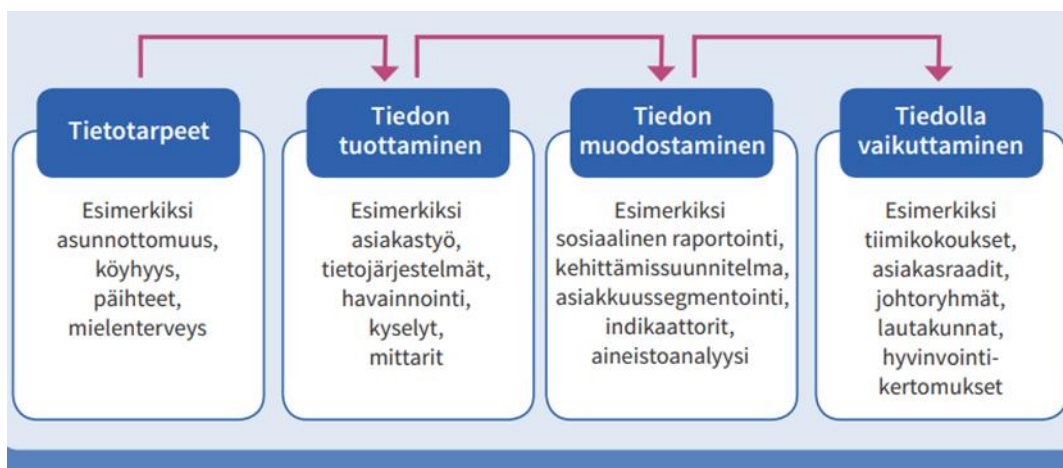 Tietotarpeet
Esimerkiksi
asunnottomuus,
köyhyys,
päihteet,
mielenterveys
Tiedon
tuottaminen
Esimerkiksi
asiakastyö,
tietojärjestelmät,
havainnointi,
kyselyt,
mittarit
Tiedon
muodostaminen
Esimerkiksi
sosiaalinen raportointi,
kehittämissuunnitelma,
asiakkuussegmentointi,
indikaattorit,
aineistoanalyysi
Tiedolla
vaikuttaminen
Esimerkiksi
tiimikokoukset,
asiakasraadit,
johtoryhmät,
lautakunnat,
hyvinvointi-
kertomukset